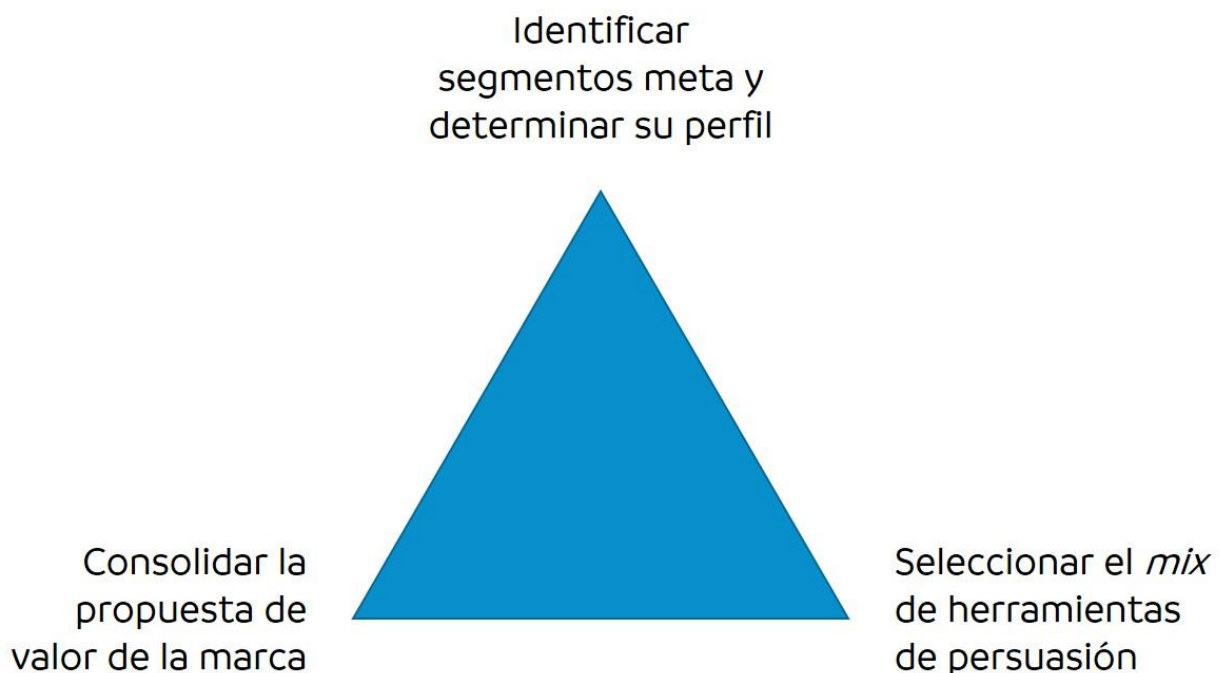 Identificar
segmentos meta y
determinar su perfil
Consolidar la
propuesta de
valor de la marca
Seleccionar el mix
de herramientas
de persuasión